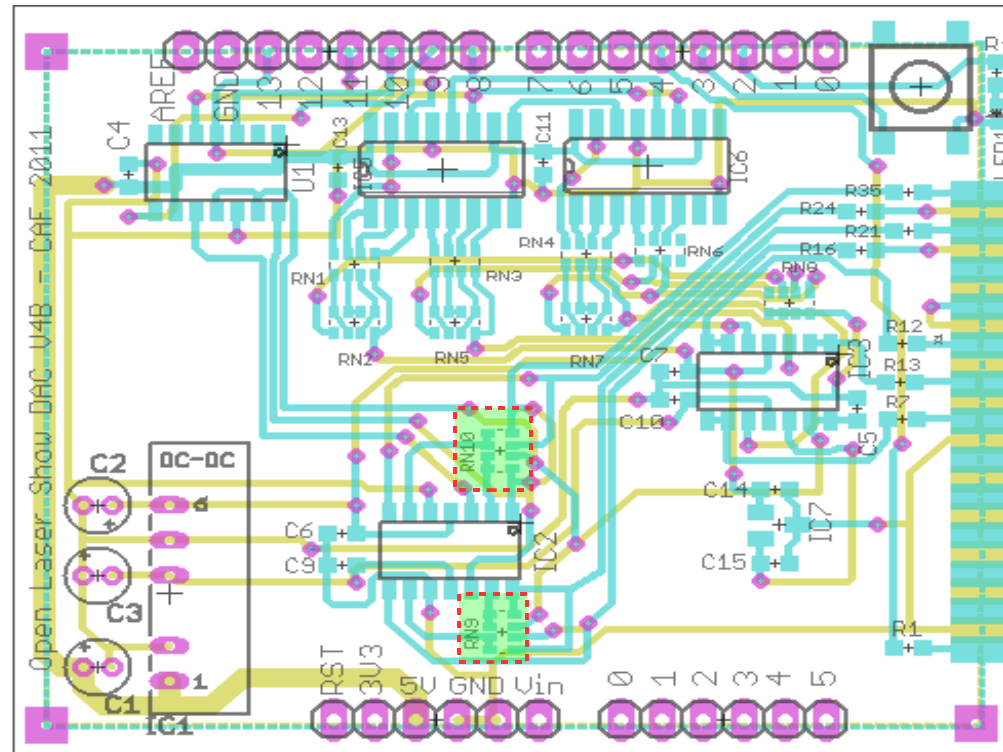 AREF
GND
13
12
11
10
9
8
7
6
5
4
3
2
1
0
C4
U1
C13
IC5
C11
IC6
LED1
R35
R24
R21
R16
RN1
RN3
RN4
RN6
RN8
RN2
RN5
RN7
R12
R13
R7
C7
C10
IC3
C5
Open Laser Show DAC V4B - CAF 2011
C2
DC-DC
C3
C1
1
IC1
RN10
C6
C9
IC2
RN9
C14
IC7
C15
R1
RST
3V3
5V
GND
Vin
0
1
2
3
4
5